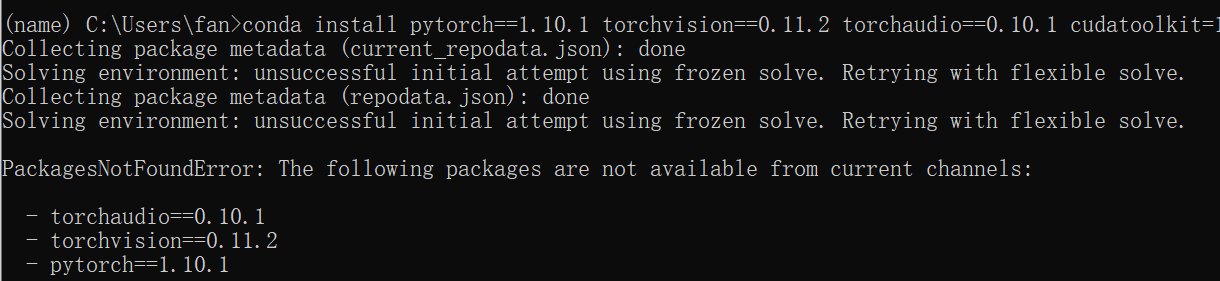 (name) C:\Users\fan>conda install pytorch==1.10.1 torchvision==0.11.2 torchaudio==0.10.1 cudatoolkit=1
Collecting package metadata (current_repodata.json): done
Solving environment: unsuccessful initial attempt using frozen solve. Retrying with flexible solve.
Collecting package metadata (repodata.json): done
Solving environment: unsuccessful initial attempt using frozen solve. Retrying with flexible solve.
PackagesNotFoundError: The following packages are not available from current channels:
- torchaudio==0.10.1
- torchvision==0.11.2
- pytorch==1.10.1